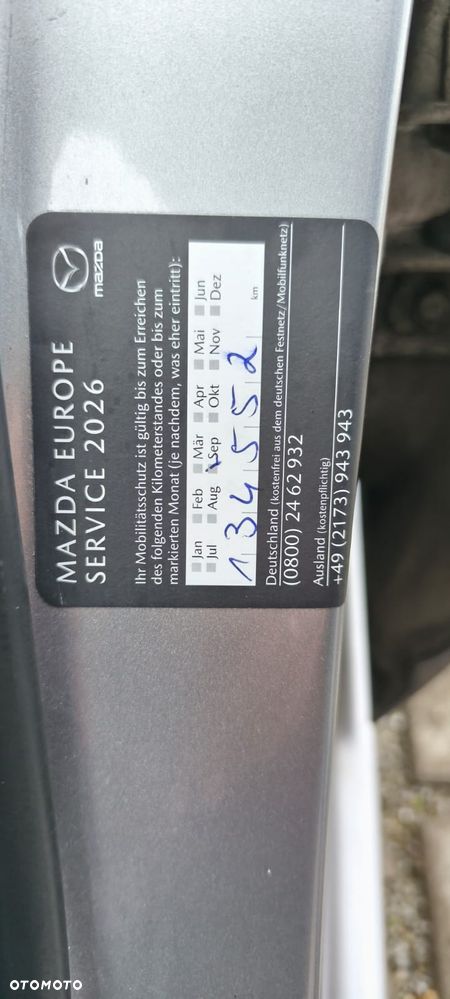 MAZDA EUROPE
SERVICE 2026
mazda
Ihr Mobilitätsschutz ist gültig bis zum Erreichen
des folgenden Kilometerstandes oder bis zum
markierten Monat (je nachdem, was eher eintritt):
Jan Feb Mär Apr Mai Jun
Jul Aug Sep Okt Nov Dez
134552 km
Deutschland (kostenfrei aus dem deutschen Festnetz/Mobilfunknetz)
(0800) 24 62 932
Ausland (kostenpflichtig)
+49 (2173) 943 943
OTOMOTO